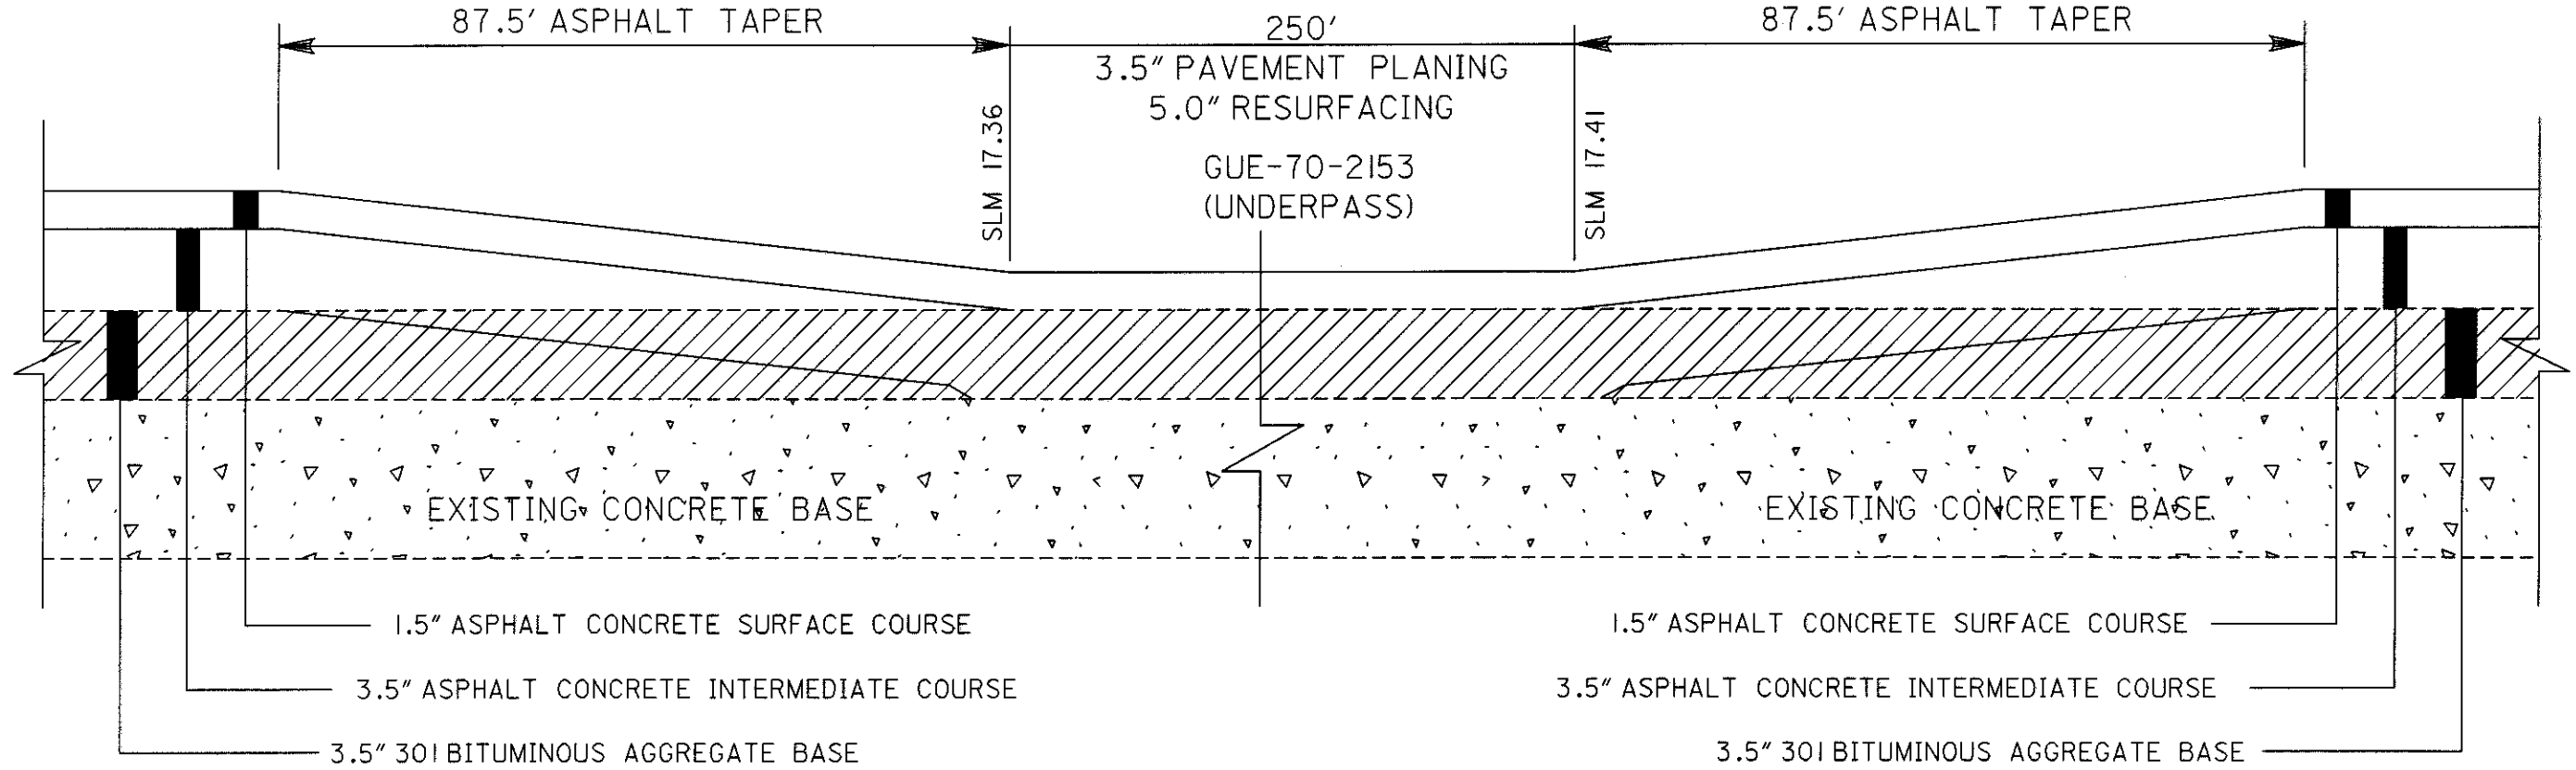 87.5' ASPHALT TAPER
250'
87.5' ASPHALT TAPER
3.5" PAVEMENT PLANING
5.0" RESURFACING
SLM 17.36
SLM 17.41
GUE-70-2153
(UNDERPASS)
EXISTING CONCRETE BASE
EXISTING CONCRETE BASE
1.5" ASPHALT CONCRETE SURFACE COURSE
1.5" ASPHALT CONCRETE SURFACE COURSE
3.5" ASPHALT CONCRETE INTERMEDIATE COURSE
3.5" ASPHALT CONCRETE INTERMEDIATE COURSE
3.5" 301 BITUMINOUS AGGREGATE BASE
3.5" 301 BITUMINOUS AGGREGATE BASE